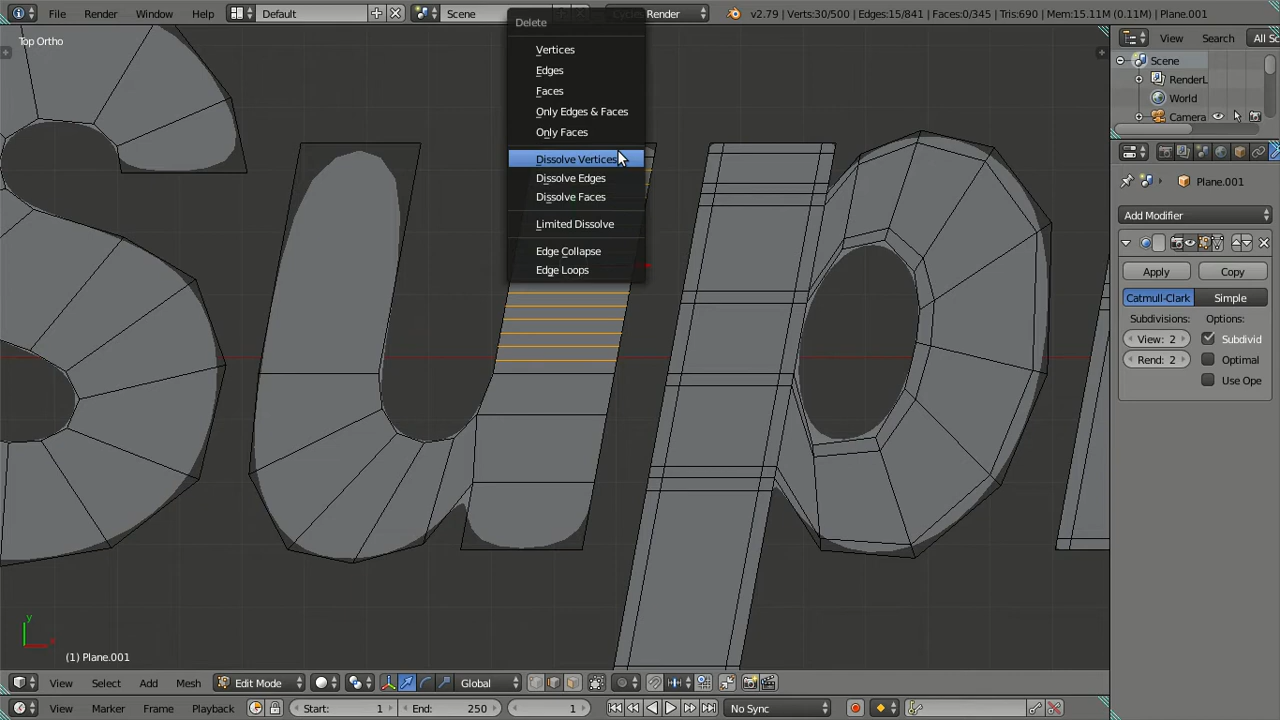 File Render Window Help Default Scene Render v2.79 | Verts:30/500 | Edges:15/841 | Faces:0/345 | Tris:690 | Mem:15.11M (0.11M) | Plane.001
Top Ortho
Delete
Vertices
Edges
Faces
Only Edges & Faces
Only Faces
Dissolve Vertices
Dissolve Edges
Dissolve Faces
Limited Dissolve
Edge Collapse
Edge Loops
View Search All Sc
Scene
RenderL
World
Camera
Plane.001
Add Modifier
Apply Copy
Catmull-Clark Simple
Subdivisions: Options:
View: 2 Subdivid
Rend: 2 Optimal
Use Ope
y
x
(1) Plane.001
View Select Add Mesh Edit Mode Global
View Marker Frame Playback Start: 1 End: 250 1 No Sync